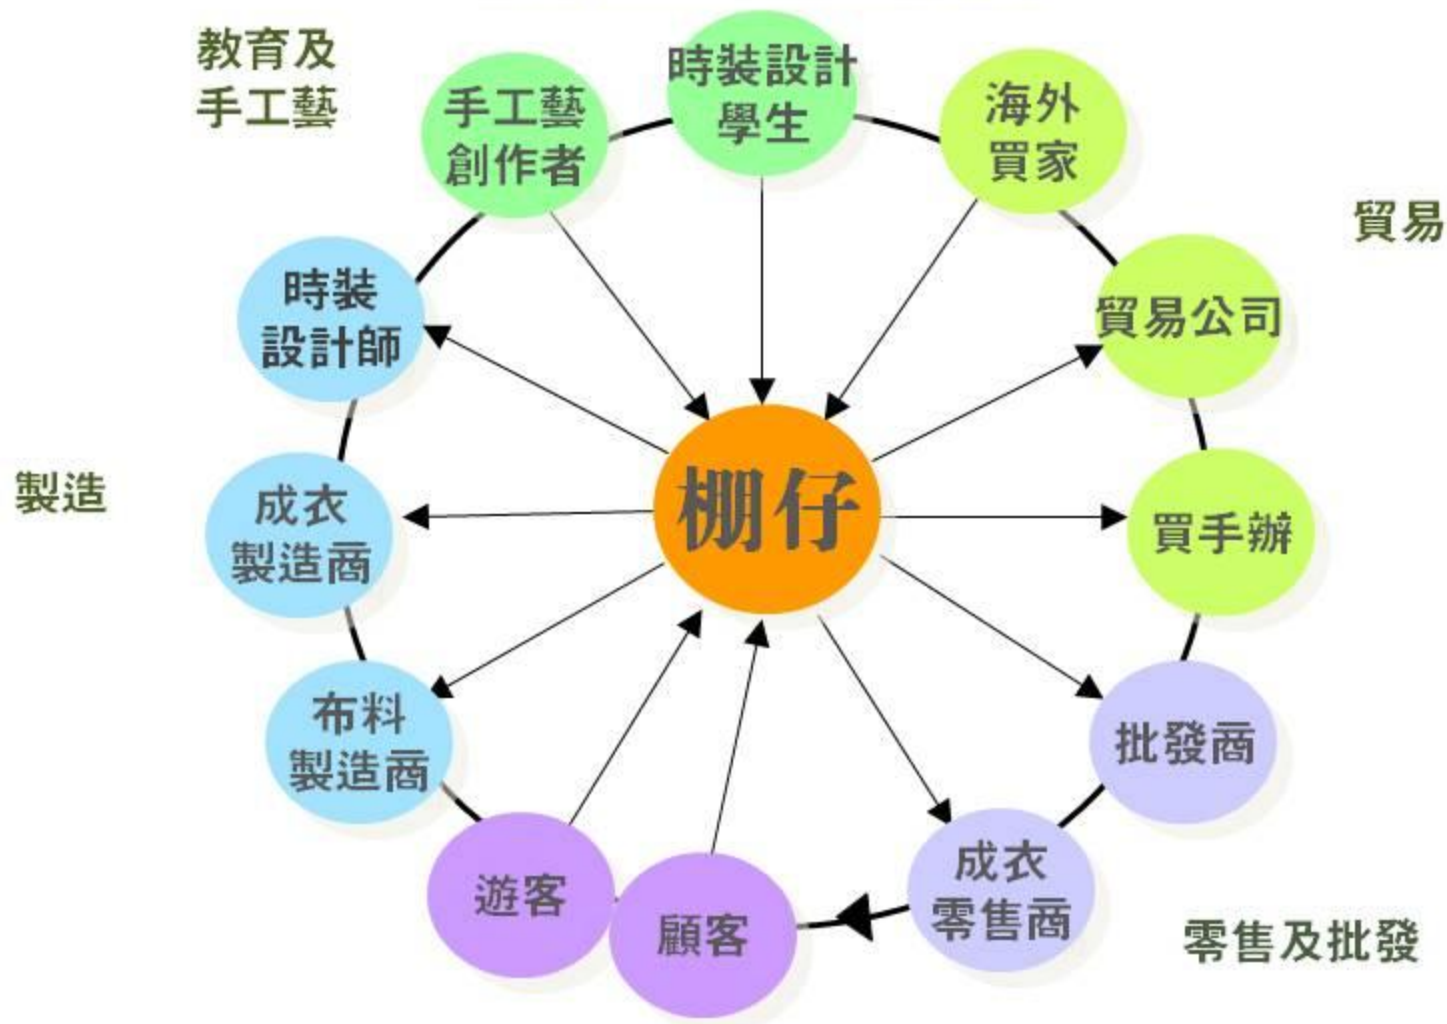 教育及
手工藝
手工藝
創作者
時裝設計
學生
海外
買家
貿易
貿易公司
買手辦
批發商
成衣
零售商
零售及批發
顧客
遊客
布料
製造商
成衣
製造商
製造
時裝
設計師
棚仔